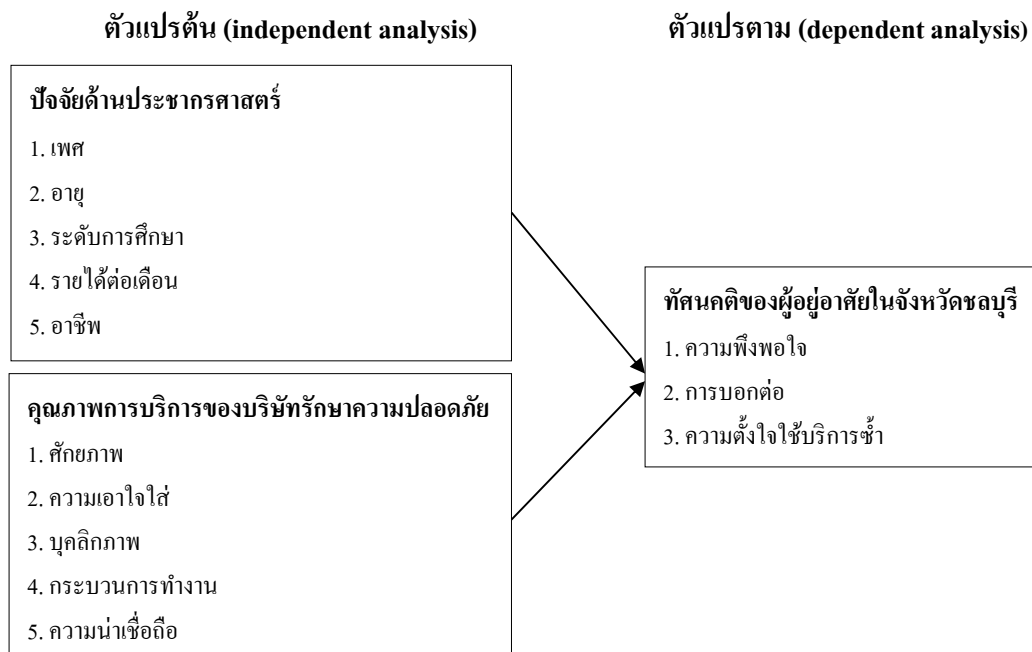 ตัวแปรต้น (independent analysis)
ตัวแปรตาม (dependent analysis)
ปัจจัยด้านประชากรศาสตร์
1. เพศ
2. อายุ
3. ระดับการศึกษา
4. รายได้ต่อเดือน
5. อาชีพ
คุณภาพการบริการของบริษัทรักษาความปลอดภัย
1. ศักยภาพ
2. ความเอาใจใส่
3. บุคลิกภาพ
4. กระบวนการทำงาน
5. ความน่าเชื่อถือ
ทัศนคติของผู้อยู่อาศัยในจังหวัดชลบุรี
1. ความพึงพอใจ
2. การบอกต่อ
3. ความตั้งใจใช้บริการซ้ำ